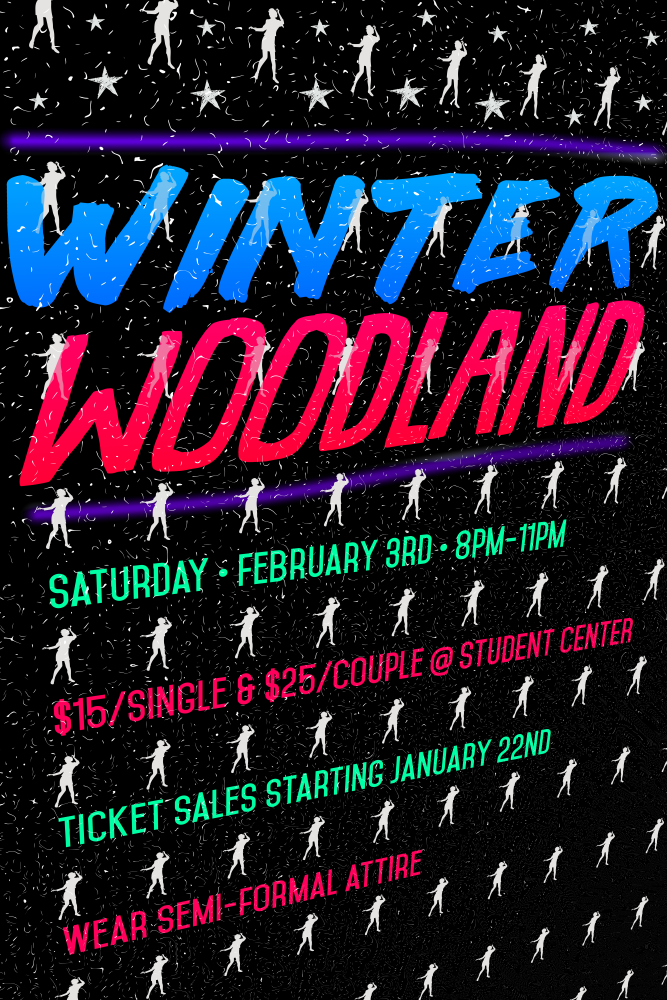 WINTER
WOODLAND
SATURDAY • FEBRUARY 3RD • 8PM-11PM
$15/SINGLE & $25/COUPLE @ STUDENT CENTER
TICKET SALES STARTING JANUARY 22ND
WEAR SEMI-FORMAL ATTIRE